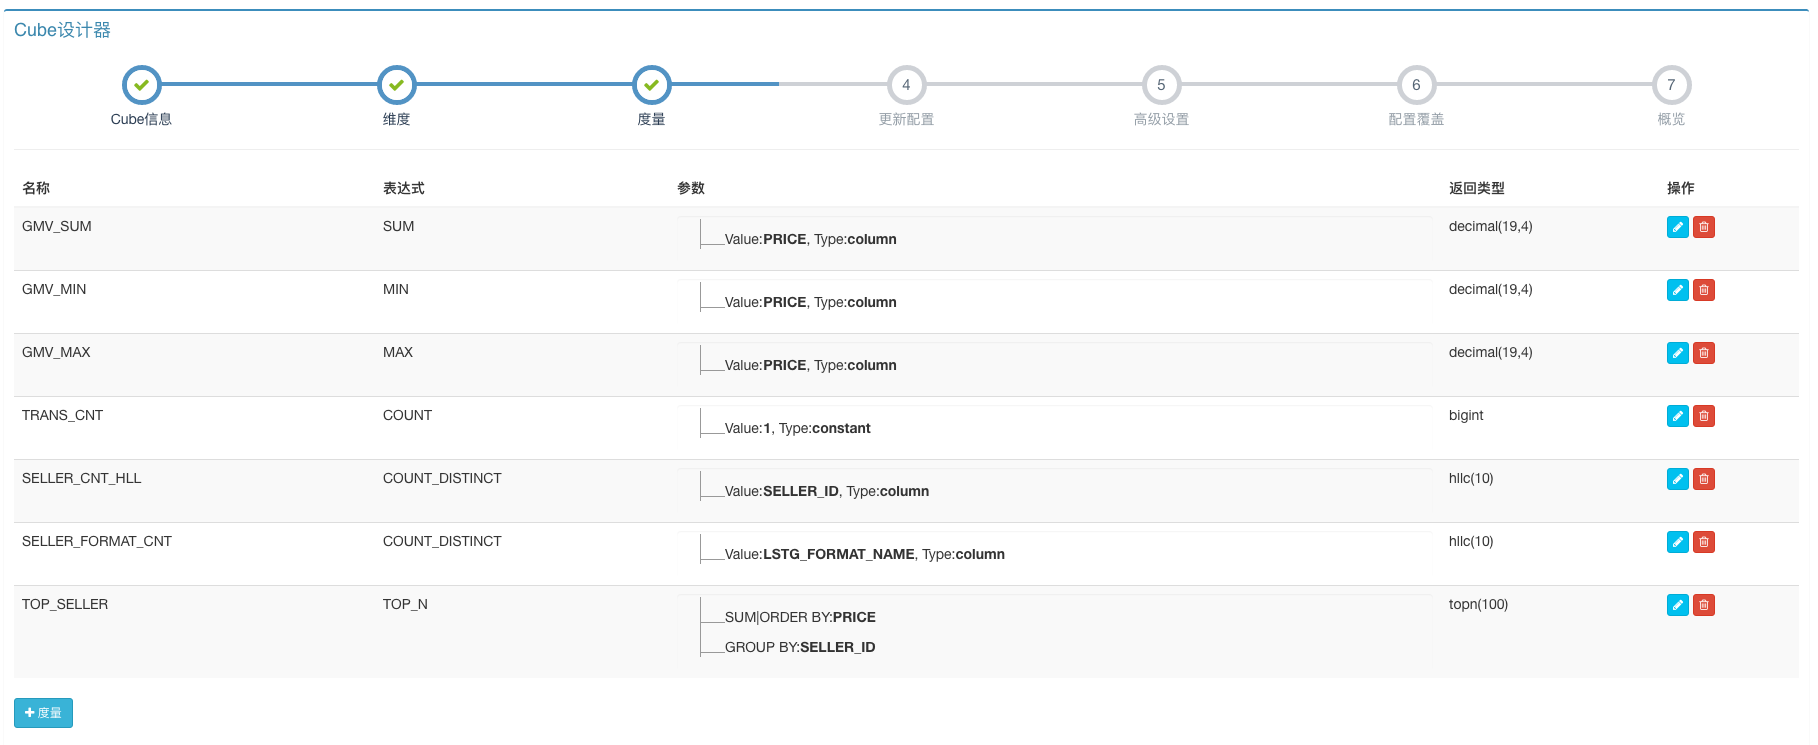 Cube设计器
4 5 6 7
Cube信息 维度 度量 更新配置 高级设置 配置覆盖 概览
名称 表达式 参数 返回类型 操作
GMV_SUM SUM Value:PRICE, Type:column decimal(19,4)
GMV_MIN MIN Value:PRICE, Type:column decimal(19,4)
GMV_MAX MAX Value:PRICE, Type:column decimal(19,4)
TRANS_CNT COUNT Value:1, Type:constant bigint
SELLER_CNT_HLL COUNT_DISTINCT Value:SELLER_ID, Type:column hllc(10)
SELLER_FORMAT_CNT COUNT_DISTINCT Value:LSTG_FORMAT_NAME, Type:column hllc(10)
TOP_SELLER TOP_N SUM|ORDER BY:PRICE topn(100)
GROUP BY:SELLER_ID
+ 度量